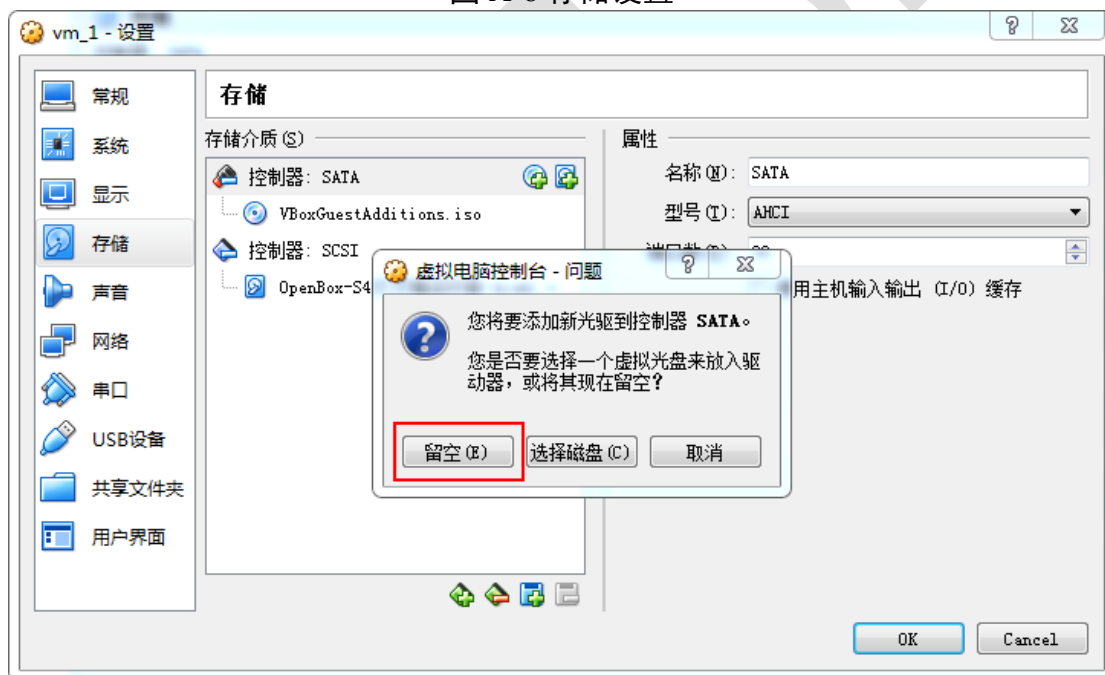 vm_1 - 设置
常规
系统
显示
存储
声音
网络
串口
USB设备
共享文件夹
用户界面
存储
存储介质(S)
控制器: SATA
VBoxGuestAdditions.iso
控制器: SCSI
OpenBox-S4
属性
名称(N): SATA
型号(T): AHCI
用主机输入输出 (I/O) 缓存
虚拟电脑控制台 - 问题
您将要添加新光驱到控制器 SATA。
您是否要选择一个虚拟光盘来放入驱
动器，或将其现在留空?
留空(E) 选择磁盘(C) 取消
OK Cancel